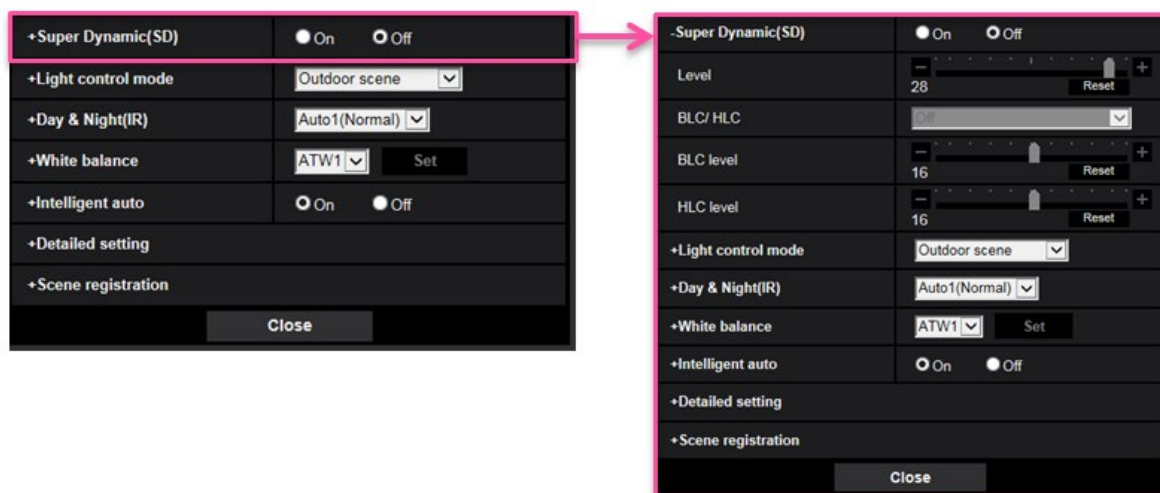 +Super Dynamic(SD) On Off
+Light control mode Outdoor scene
+Day & Night(IR) Auto1(Normal)
+White balance ATW1 Set
+Intelligent auto On Off
+Detailed setting
+Scene registration
Close
-Super Dynamic(SD) On Off
Level - +
28 Reset
BLC/ HLC Off
BLC level - +
16 Reset
HLC level - +
16 Reset
+Light control mode Outdoor scene
+Day & Night(IR) Auto1(Normal)
+White balance ATW1 Set
+Intelligent auto On Off
+Detailed setting
+Scene registration
Close